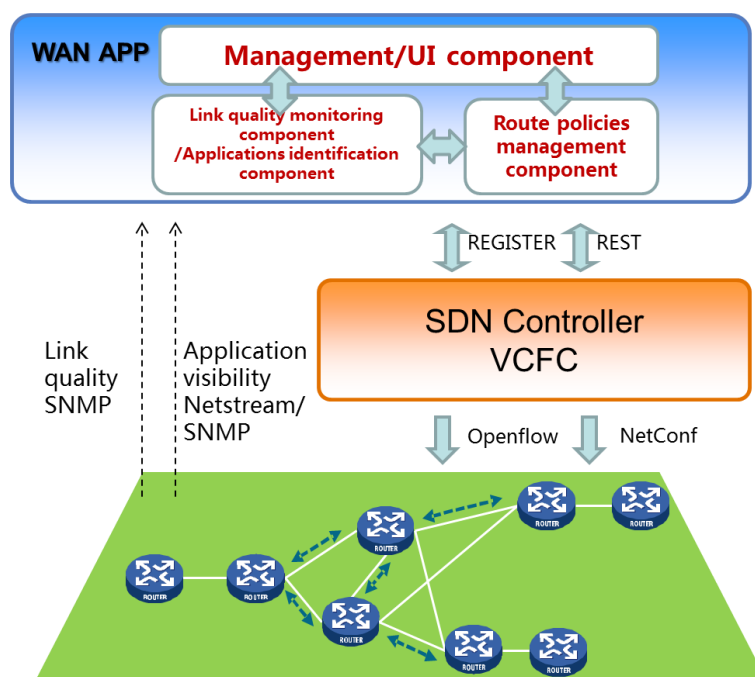 WAN APP
Management/UI component
Link quality monitoring
component
/Applications identification
component
Route policies
management
component
REGISTER
REST
SDN Controller
VCFC
Link
quality
SNMP
Application
visibility
Netstream/
SNMP
Openflow
NetConf
ROUTER
ROUTER
ROUTER
ROUTER
ROUTER
ROUTER
ROUTER
ROUTER